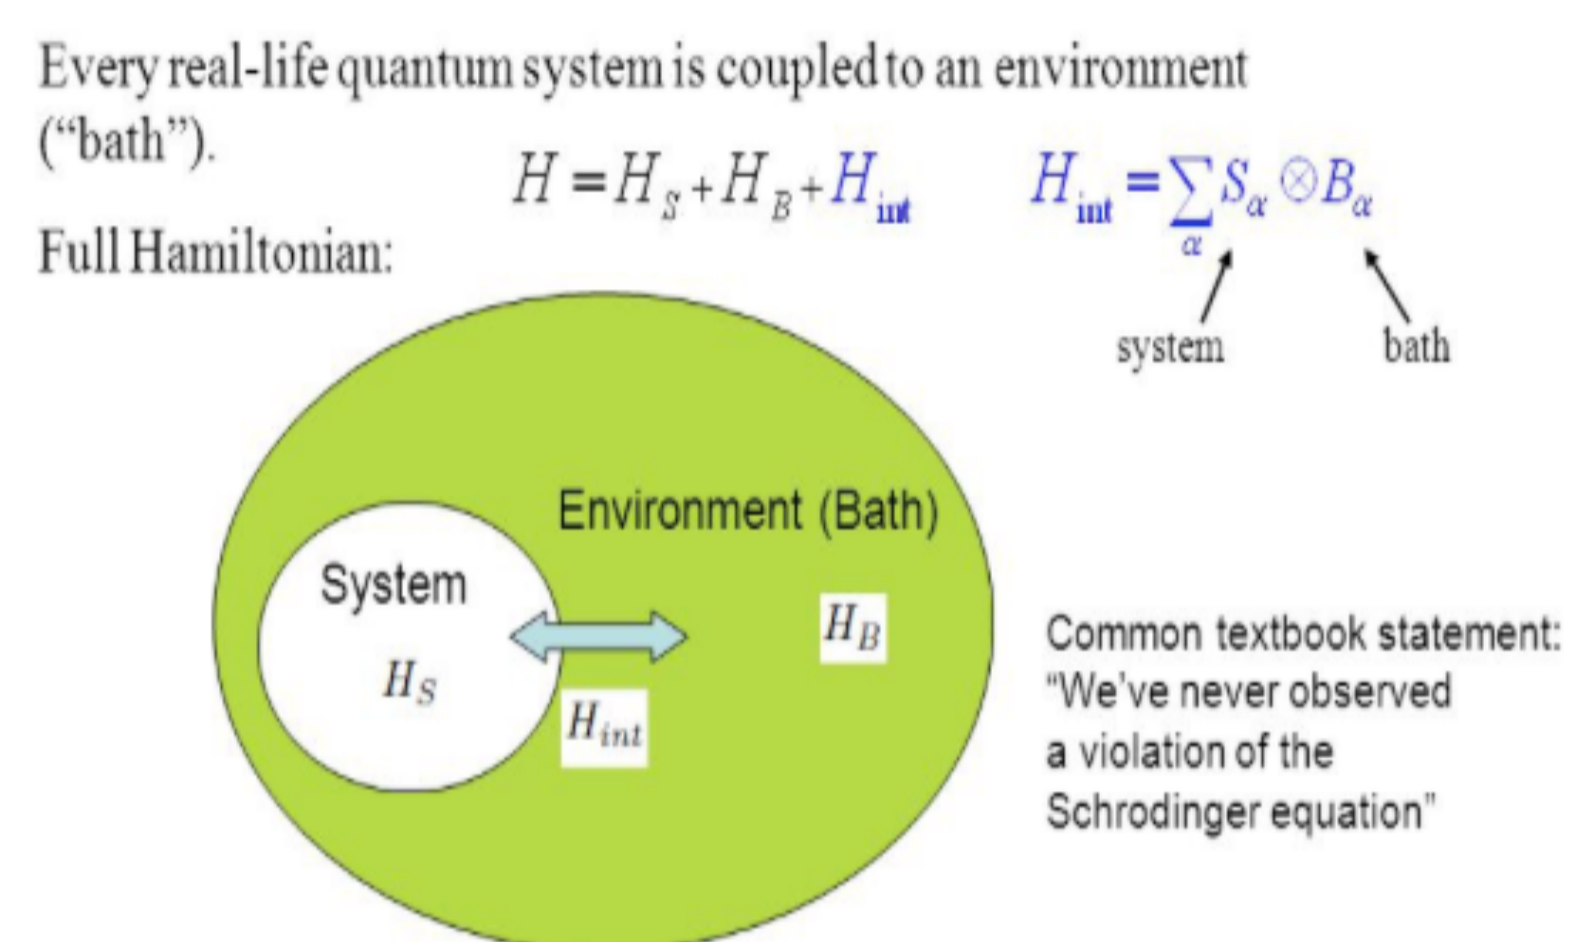 Every real-life quantum system is coupled to an environment
(“bath”).
H = H_S + H_B + H_int
H_int = ∑_α S_α ⊗ B_α
Full Hamiltonian:
system
bath
Environment (Bath)
System
H_B
H_S
H_int
Common textbook statement:
“We’ve never observed
a violation of the
Schrodinger equation”